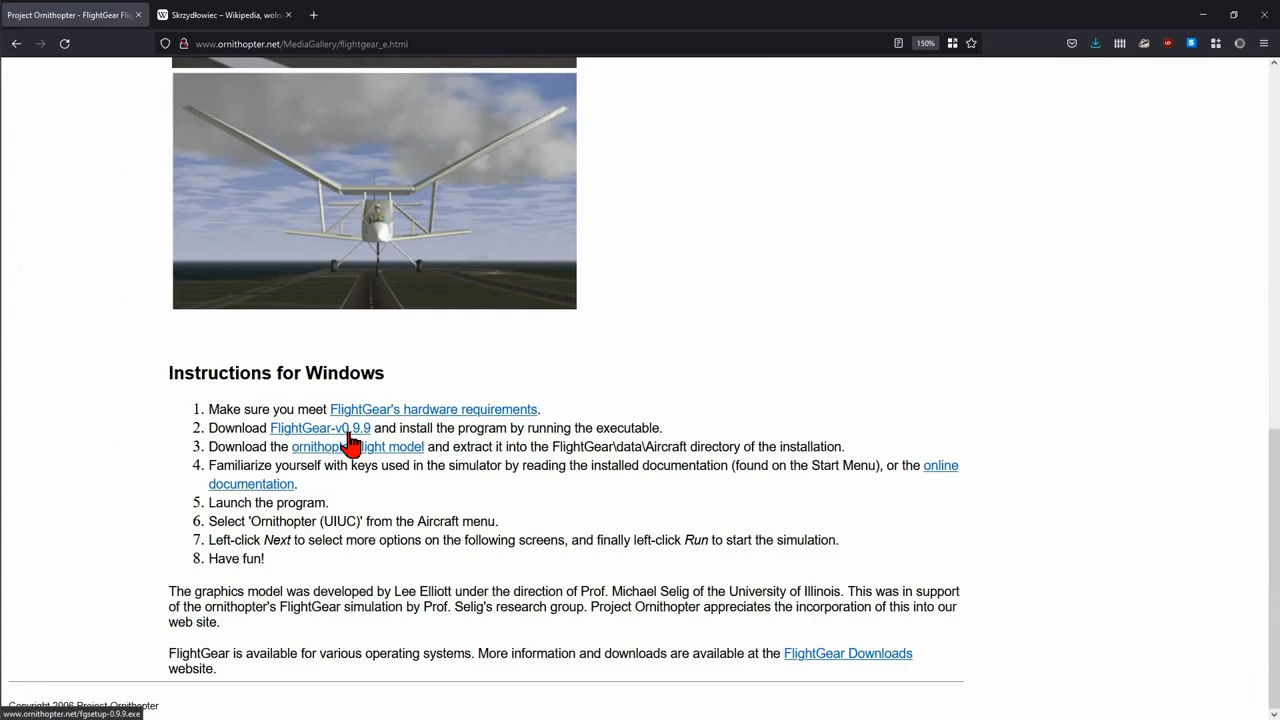 Project Ornithopter - FlightGear Flig
Skrzydłowiec – Wikipedia, woln
www.ornithopter.net/MediaGallery/flightgear_e.html
150%
Instructions for Windows
1. Make sure you meet FlightGear's hardware requirements.
2. Download FlightGear-v0.9.9 and install the program by running the executable.
3. Download the ornithopter flight model and extract it into the FlightGear\data\Aircraft directory of the installation.
4. Familiarize yourself with keys used in the simulator by reading the installed documentation (found on the Start Menu), or the online
documentation.
5. Launch the program.
6. Select 'Ornithopter (UIUC)' from the Aircraft menu.
7. Left-click Next to select more options on the following screens, and finally left-click Run to start the simulation.
8. Have fun!
The graphics model was developed by Lee Elliott under the direction of Prof. Michael Selig of the University of Illinois. This was in support
of the ornithopter's FlightGear simulation by Prof. Selig's research group. Project Ornithopter appreciates the incorporation of this into our
web site.
FlightGear is available for various operating systems. More information and downloads are available at the FlightGear Downloads
website.
Copyright 2006 Project Ornithopter
www.ornithopter.net/fgsetup-0.9.9.exe